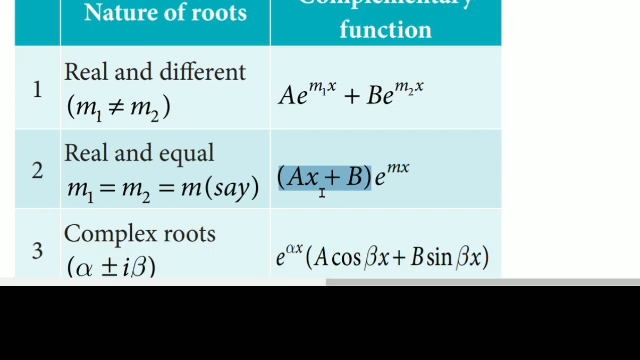 Nature of roots
Complementary
function
1
Real and different
(m₁ ≠ m₂)
Ae^{m₁x} + Be^{m₂x}
2
Real and equal
m₁ = m₂ = m(say)
(Ax + B)e^{mx}
3
Complex roots
(α ± iβ)
e^{αx}(A cos βx + B sin βx)